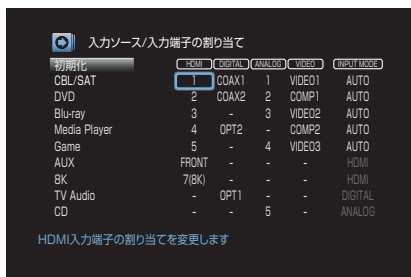 入力ソース/入力端子の割り当て
初期化 HDMI DIGITAL ANALOG VIDEO INPUT MODE
CBL/SAT 1 COAX1 1 VIDEO1 AUTO
DVD 2 COAX2 2 COMP1 AUTO
Blu-ray 3 - 3 VIDEO2 AUTO
Media Player 4 OPT2 - COMP2 AUTO
Game 5 - 4 VIDEO3 AUTO
AUX FRONT - - - HDMI
8K 7(8K) - - - HDMI
TV Audio - OPT1 - - DIGITAL
CD - - 5 - ANALOG
HDMI入力端子の割り当てを変更します